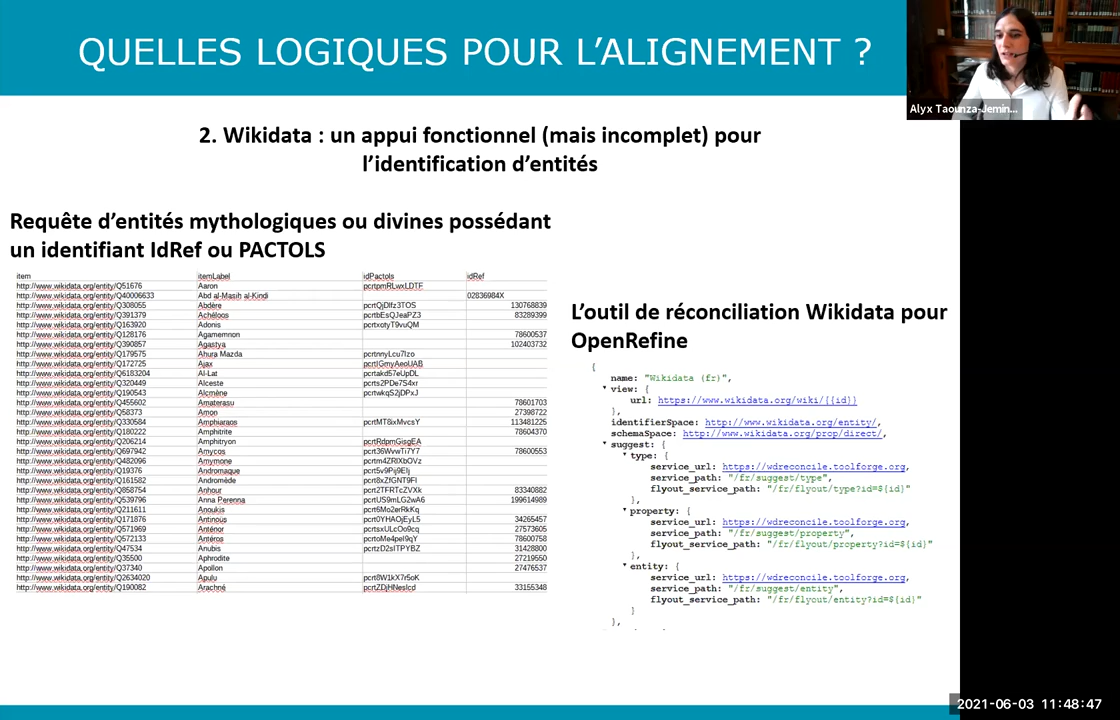 QUELLES LOGIQUES POUR L’ALIGNEMENT ?
Alyx Taounza-Jemin...
2. Wikidata : un appui fonctionnel (mais incomplet) pour
l’identification d’entités
Requête d’entités mythologiques ou divines possédant
un identifiant IdRef ou PACTOLS
item itemLabel idPactols idRef
http://www.wikidata.org/entity/Q51676 Aaron pcrtpmRLwxLDTF
http://www.wikidata.org/entity/Q40006633 Abd al-Masih al-Kindi 02836984X
http://www.wikidata.org/entity/Q308055 Abdère pcrtQjDlfz3TOS 130768839
http://www.wikidata.org/entity/Q391379 Achéloos pcrtbEsQJeaPZ3 83289399
http://www.wikidata.org/entity/Q163920 Adonis pcrtxotyT9vuQM
http://www.wikidata.org/entity/Q128176 Agamemnon 78600537
http://www.wikidata.org/entity/Q390857 Agastya 102403732
http://www.wikidata.org/entity/Q179575 Ahura Mazda pcrtnnyLcu7Izo
http://www.wikidata.org/entity/Q172725 Ajax pcrtIGmyAeoUAB
http://www.wikidata.org/entity/Q6183204 Al-Lat pcrtakd57eUpDL
http://www.wikidata.org/entity/Q320449 Alceste pcrts2PDe7S4xr
http://www.wikidata.org/entity/Q190543 Alcmène pcrtwkqS2jDPxJ
http://www.wikidata.org/entity/Q455602 Amaterasu 78601703
http://www.wikidata.org/entity/Q58373 Amon 27398722
http://www.wikidata.org/entity/Q330584 Amphiaraos pcrtMT8ixMvcsY 113481225
http://www.wikidata.org/entity/Q180222 Amphitrite 78604370
http://www.wikidata.org/entity/Q206214 Amphitryon pcrtRdpmGisgEA
http://www.wikidata.org/entity/Q697942 Amycos pcrt36WvwTi7Y7 78600553
http://www.wikidata.org/entity/Q482096 Amymone pcrtm4ZRlXbOVz
http://www.wikidata.org/entity/Q19376 Andromaque pcrt5v9Pij9EIj
http://www.wikidata.org/entity/Q161582 Andromède pcrt8xZfGNT9FI
http://www.wikidata.org/entity/Q858754 Anhour pcrt2TFRTcZVXk 83340882
http://www.wikidata.org/entity/Q539796 Anna Perenna pcrtUS9mLG2wA6 199614989
http://www.wikidata.org/entity/Q211611 Anoukis pcrt6Mo2erRkKq
http://www.wikidata.org/entity/Q171876 Antinoüs pcrt0YHAOjEyL5 34265457
http://www.wikidata.org/entity/Q571969 Anténor pcrtsxULcOo9cq 27573605
http://www.wikidata.org/entity/Q572133 Antéros pcrtoMe4peI9qY 78600758
http://www.wikidata.org/entity/Q47534 Anubis pcrtzD2sITPYBZ 31428800
http://www.wikidata.org/entity/Q35500 Aphrodite 27219550
http://www.wikidata.org/entity/Q37340 Apollon 27476537
http://www.wikidata.org/entity/Q2634020 Apulu pcrt8W1kX7r5oK
http://www.wikidata.org/entity/Q190082 Arachné pcrtZDjHNesIcd 33155348
L’outil de réconciliation Wikidata pour
OpenRefine
{
name: "Wikidata (fr)",
view: {
url: https://www.wikidata.org/wiki/{{id}}
},
identifierSpace: http://www.wikidata.org/entity/,
schemaSpace: http://www.wikidata.org/prop/direct/,
suggest: {
type: {
service_url: https://wdreconcile.toolforge.org,
service_path: "/fr/suggest/type",
flyout_service_path: "/fr/flyout/type?id=${id}"
},
property: {
service_url: https://wdreconcile.toolforge.org,
service_path: "/fr/suggest/property",
flyout_service_path: "/fr/flyout/property?id=${id}"
},
entity: {
service_url: https://wdreconcile.toolforge.org,
service_path: "/fr/suggest/entity",
flyout_service_path: "/fr/flyout/entity?id=${id}"
}
},
2021-06-03 11:48:47